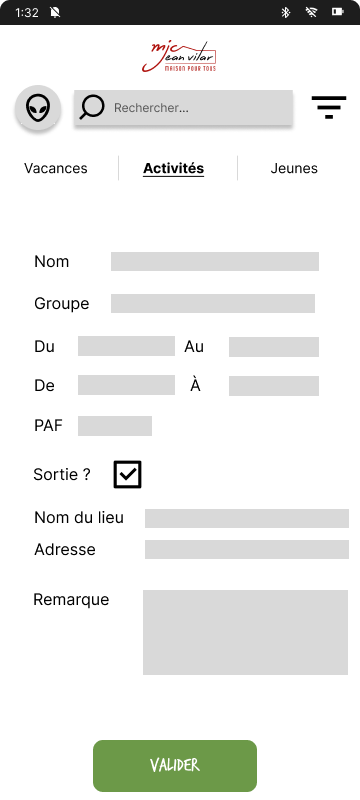 1:32
mjc
Jean vilar
MAISON POUR TOUS
Rechercher...
Vacances Activités Jeunes
Nom
Groupe
Du Au
De À
PAF
Sortie ?
Nom du lieu
Adresse
Remarque
VALIDER